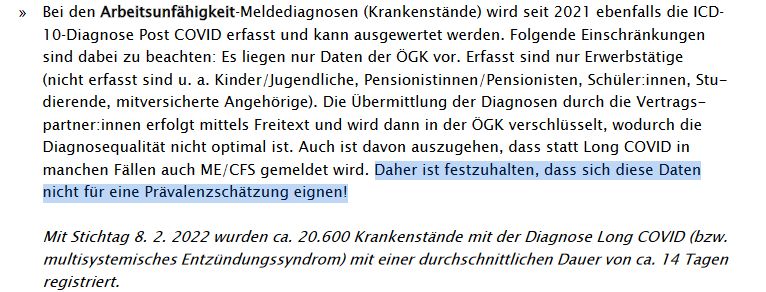 » Bei den Arbeitsunfähigkeit-Meldediagnosen (Krankenstände) wird seit 2021 ebenfalls die ICD-
10-Diagnose Post COVID erfasst und kann ausgewertet werden. Folgende Einschränkungen
sind dabei zu beachten: Es liegen nur Daten der ÖGK vor. Erfasst sind nur Erwerbstätige
(nicht erfasst sind u. a. Kinder/Jugendliche, Pensionistinnen/Pensionisten, Schüler:innen, Stu-
dierende, mitversicherte Angehörige). Die Übermittlung der Diagnosen durch die Vertrags-
partner:innen erfolgt mittels Freitext und wird dann in der ÖGK verschlüsselt, wodurch die
Diagnosequalität nicht optimal ist. Auch ist davon auszugehen, dass statt Long COVID in
manchen Fällen auch ME/CFS gemeldet wird. Daher ist festzuhalten, dass sich diese Daten
nicht für eine Prävalenzschätzung eignen!
Mit Stichtag 8. 2. 2022 wurden ca. 20.600 Krankenstände mit der Diagnose Long COVID (bzw.
multisystemisches Entzündungssyndrom) mit einer durchschnittlichen Dauer von ca. 14 Tagen
registriert.